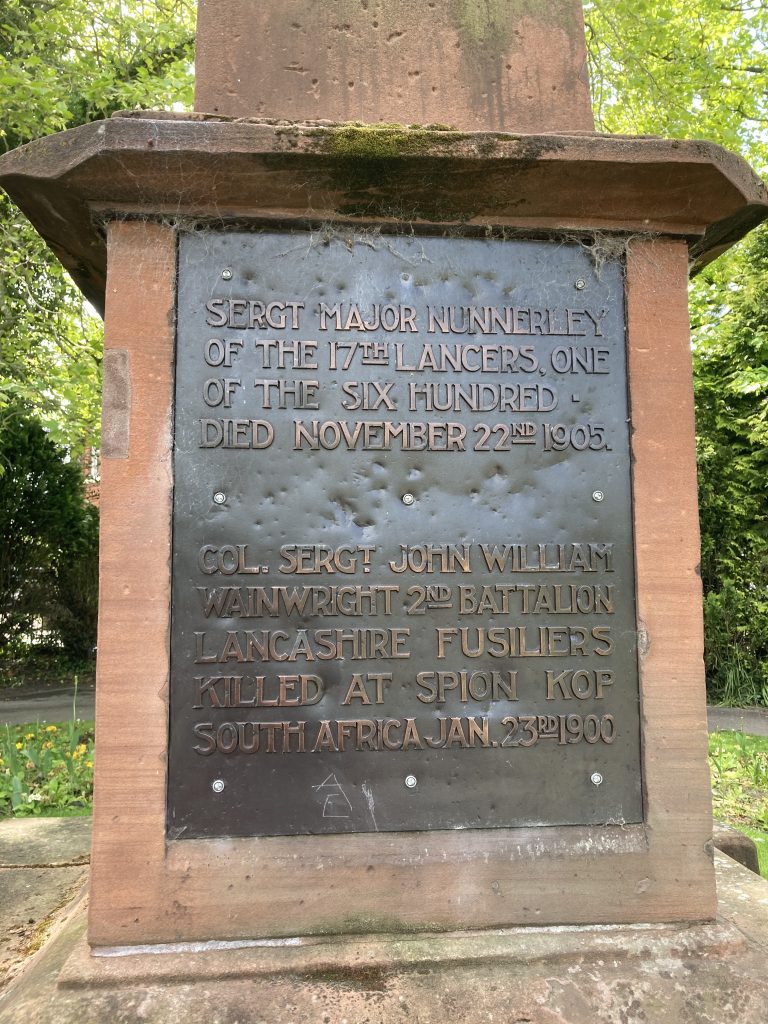 SERGT MAJOR NUNNERLEY
OF THE 17TH LANCERS, ONE
OF THE SIX HUNDRED ·
DIED NOVEMBER 22ND 1905.
COL. SERGT. JOHN WILLIAM
WAINWRIGHT 2ND BATTALION
LANCASHIRE FUSILIERS
KILLED AT SPION KOP
SOUTH AFRICA JAN. 23RD 1900